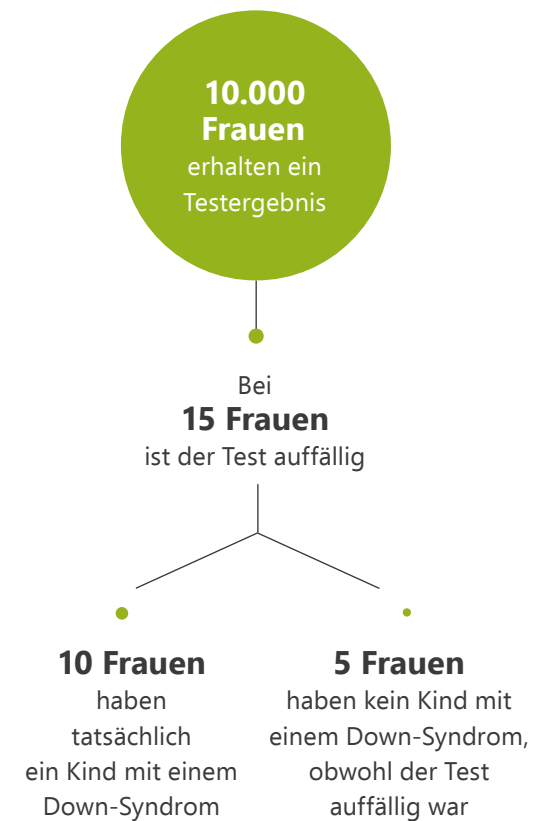 10.000
Frauen
erhalten ein
Testergebnis
Bei
15 Frauen
ist der Test auffällig
10 Frauen
haben
tatsächlich
ein Kind mit einem
Down-Syndrom
5 Frauen
haben kein Kind mit
einem Down-Syndrom,
obwohl der Test
auffällig war